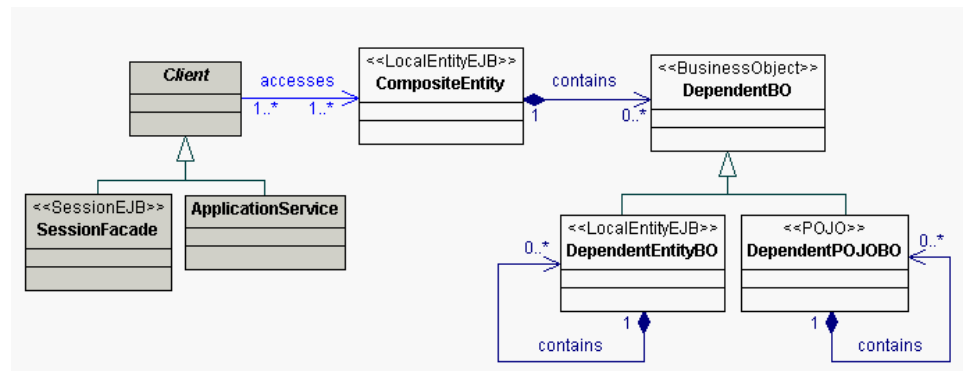 Client
accesses
1..*
1..*
<<LocalEntityEJB>>
CompositeEntity
contains
1
0..*
<<BusinessObject>>
DependentBO
<<SessionEJB>>
SessionFacade
ApplicationService
<<LocalEntityEJB>>
DependentEntityBO
0..*
1
contains
<<POJO>>
DependentPOJOBO
0..*
1
contains